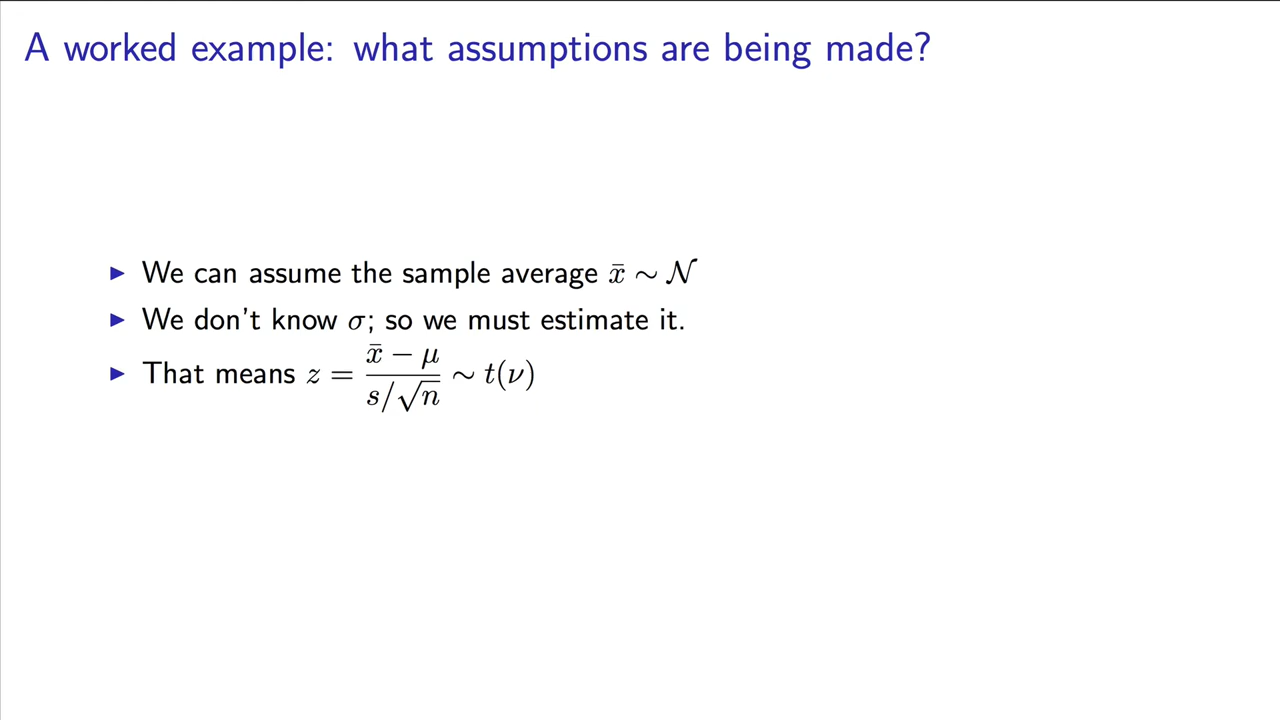 A worked example: what assumptions are being made?
▶ We can assume the sample average x̄ ∼ 𝒩
▶ We don't know σ; so we must estimate it.
▶ That means z = (x̄ − μ)/(s/√n) ∼ t(ν)